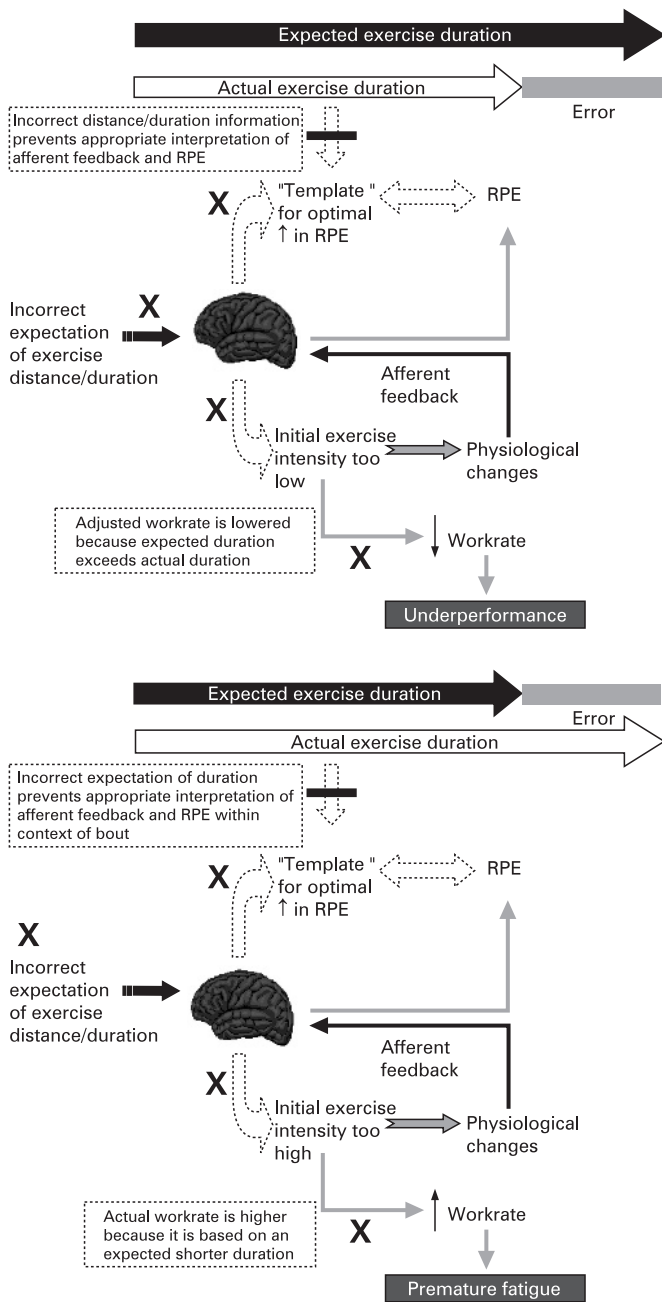 Expected exercise duration
Actual exercise duration
Error
Incorrect distance/duration information
prevents appropriate interpretation of
afferent feedback and RPE
X
"Template "
for optimal
↑ in RPE
RPE
X
Incorrect
expectation
of exercise
distance/duration
Afferent
feedback
X
Initial exercise
intensity too
low
Physiological
changes
Adjusted workrate is lowered
because expected duration
exceeds actual duration
X
↓ Workrate
Underperformance
Expected exercise duration
Error
Actual exercise duration
Incorrect expectation of duration
prevents appropriate interpretation of
afferent feedback and RPE within
context of bout
X
"Template "
for optimal
↑ in RPE
RPE
X
Incorrect
expectation
of exercise
distance/duration
Afferent
feedback
X
Initial exercise
intensity too
high
Physiological
changes
Actual workrate is higher
because it is based on an
expected shorter duration
X
↑ Workrate
Premature fatigue